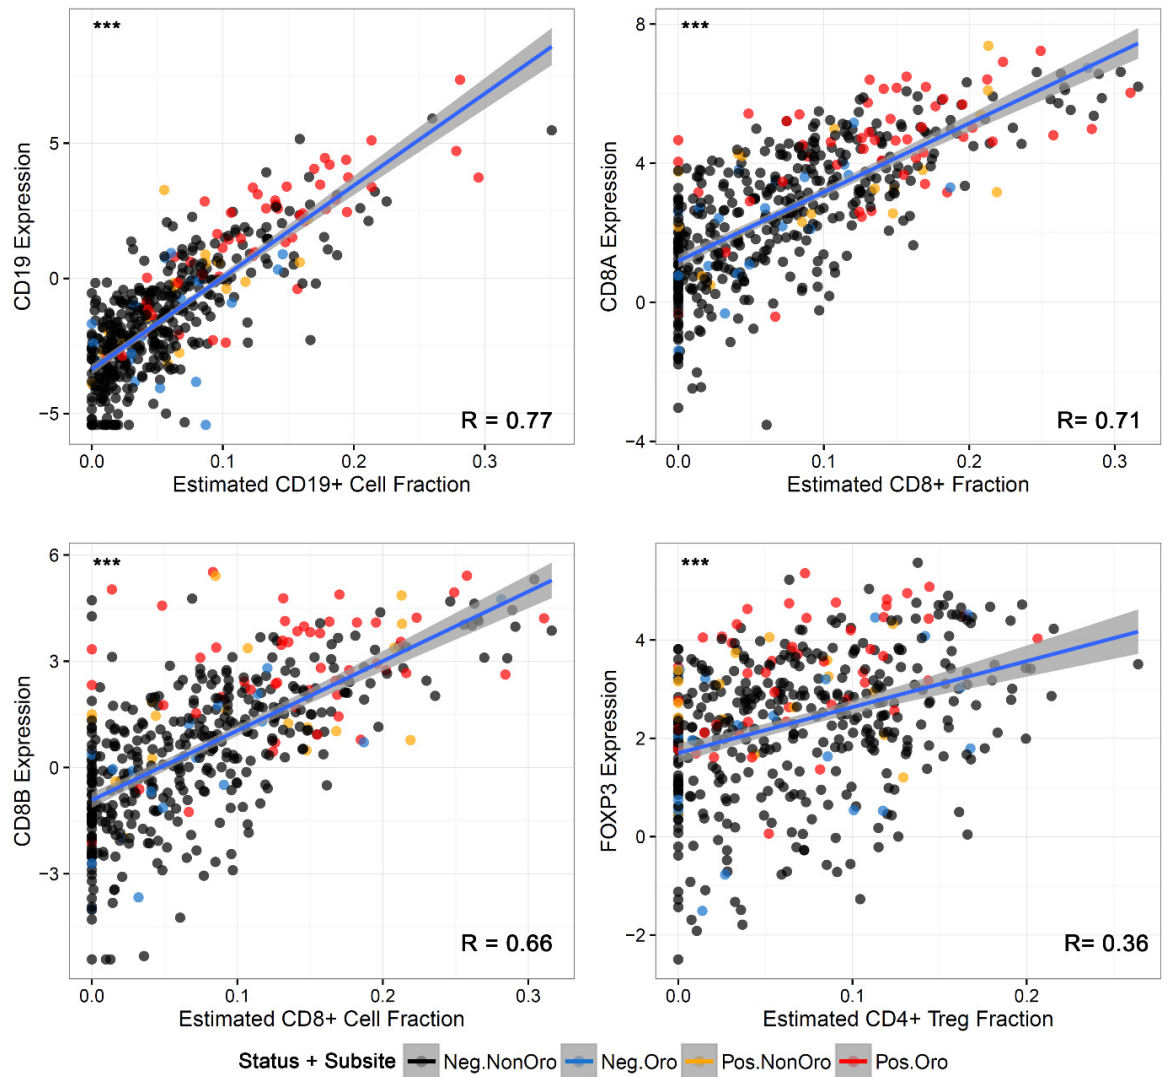 ***
5
0
−5
CD19 Expression
R = 0.77
0.0 0.1 0.2 0.3
Estimated CD19+ Cell Fraction
***
8
4
0
−4
CD8A Expression
R= 0.71
0.0 0.1 0.2 0.3
Estimated CD8+ Fraction
***
6
3
0
−3
CD8B Expression
R = 0.66
0.0 0.1 0.2 0.3
Estimated CD8+ Cell Fraction
***
4
2
0
−2
FOXP3 Expression
R= 0.36
0.0 0.1 0.2
Estimated CD4+ Treg Fraction
Status + Subsite Neg.NonOro Neg.Oro Pos.NonOro Pos.Oro